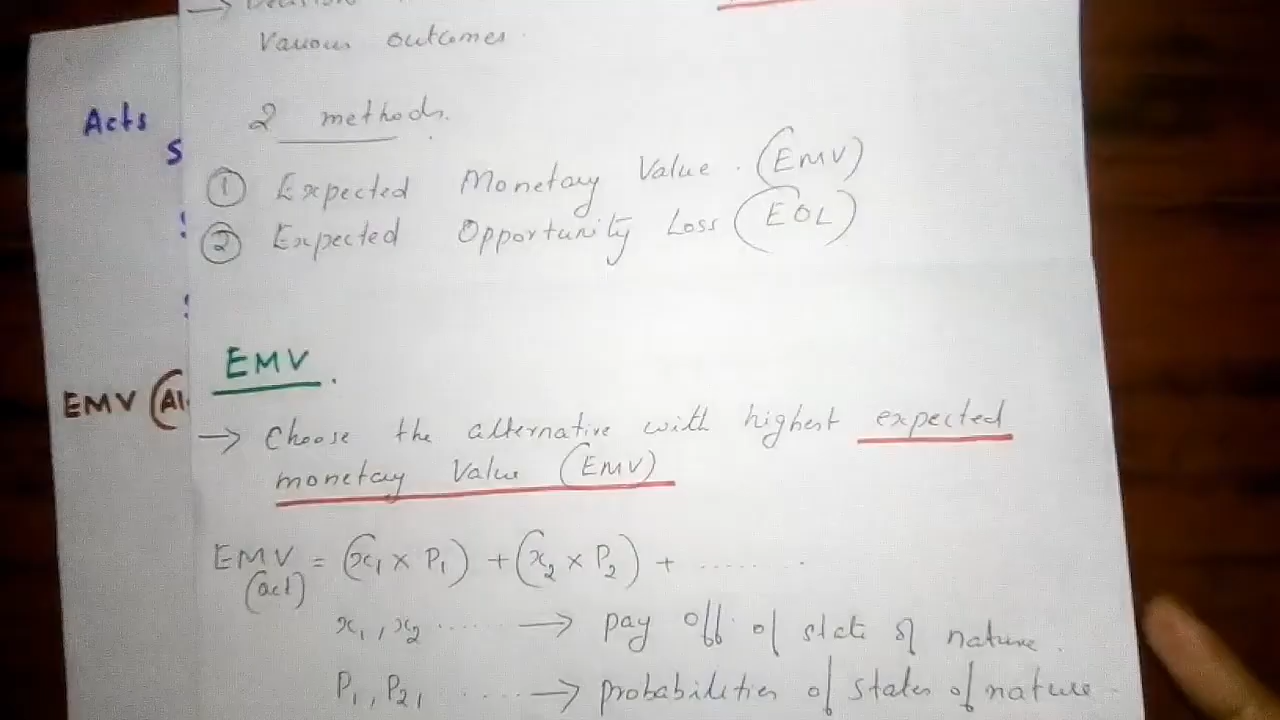 → Decision
Various outcomes.
2 methods.
① Expected Monetary Value. (EMV)
② Expected Opportunity Loss (EOL)
EMV.
→ Choose the alternative with highest expected
monetary Value (EMV)
EMV (act) = (x₁ × P₁) + (x₂ × P₂) + ........
x₁, x₂ ...... → pay off of state of nature.
P₁, P₂, .... → probabilities of states of nature
Acts
S
EMV (A1